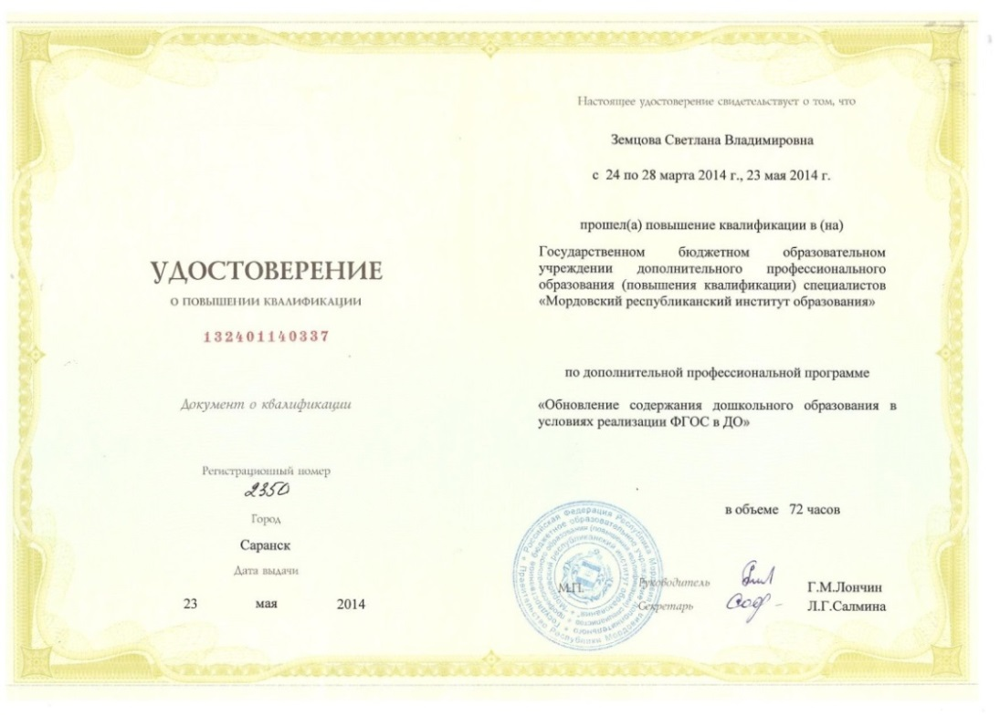 УДОСТОВЕРЕНИЕ
О ПОВЫШЕНИИ КВАЛИФИКАЦИИ
132401140337
Документ о квалификации
Регистрационный номер
2350
Город
Саранск
Дата выдачи
23 мая 2014
Настоящее удостоверение свидетельствует о том, что
Земцова Светлана Владимировна
с 24 по 28 марта 2014 г., 23 мая 2014 г.
прошел(а) повышение квалификации в (на)
Государственном бюджетном образовательном
учреждении дополнительного профессионального
образования (повышения квалификации) специалистов
«Мордовский республиканский институт образования»
по дополнительной профессиональной программе
«Обновление содержания дошкольного образования в
условиях реализации ФГОС в ДО»
в объеме 72 часов
М.П.
Руководитель Г.М.Лончин
Секретарь Л.Г.Салмина